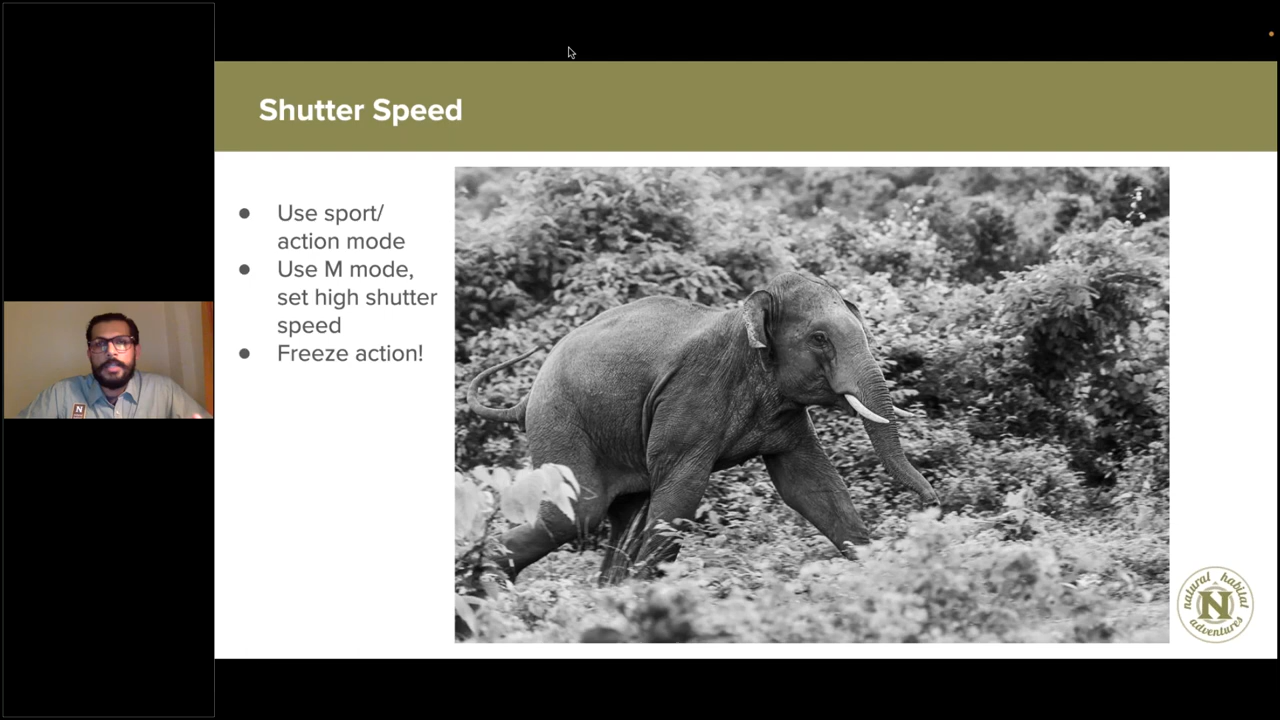 Shutter Speed
● Use sport/
action mode
● Use M mode,
set high shutter
speed
● Freeze action!
N
natural habitat
N
adventures